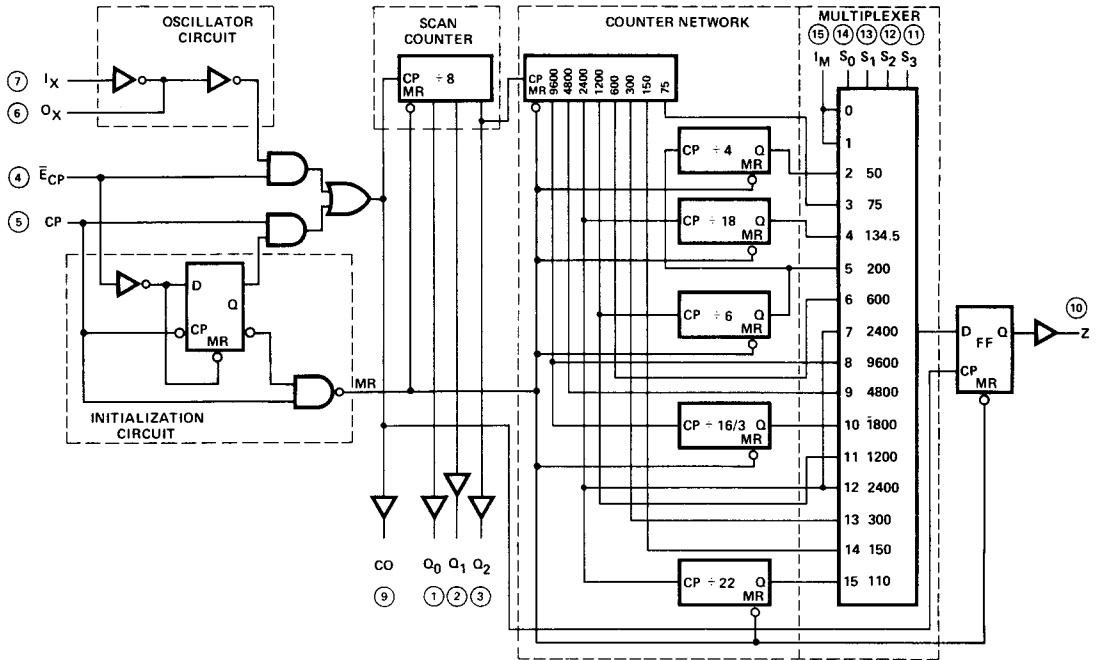 OSCILLATOR
CIRCUIT
SCAN
COUNTER
COUNTER NETWORK
MULTIPLEXER
15 14 13 12 11
I_M S_0 S_1 S_2 S_3
7 I_X
6 O_X
4 Ē_CP
5 CP
CP ÷ 8
MR
CP
MR
9600
4800
2400
1200
600
300
150
75
CP ÷ 4 Q
MR
CP ÷ 18 Q
MR
CP ÷ 6 Q
MR
CP ÷ 16/3 Q
MR
CP ÷ 22 Q
MR
0
1
2 50
3 75
4 134.5
5 200
6 600
7 2400
8 9600
9 4800
10 1800
11 1200
12 2400
13 300
14 150
15 110
D
Q
CP
MR
MR
INITIALIZATION
CIRCUIT
D Q
FF
CP
MR
10
Z
CO Q_0 Q_1 Q_2
9 1 2 3